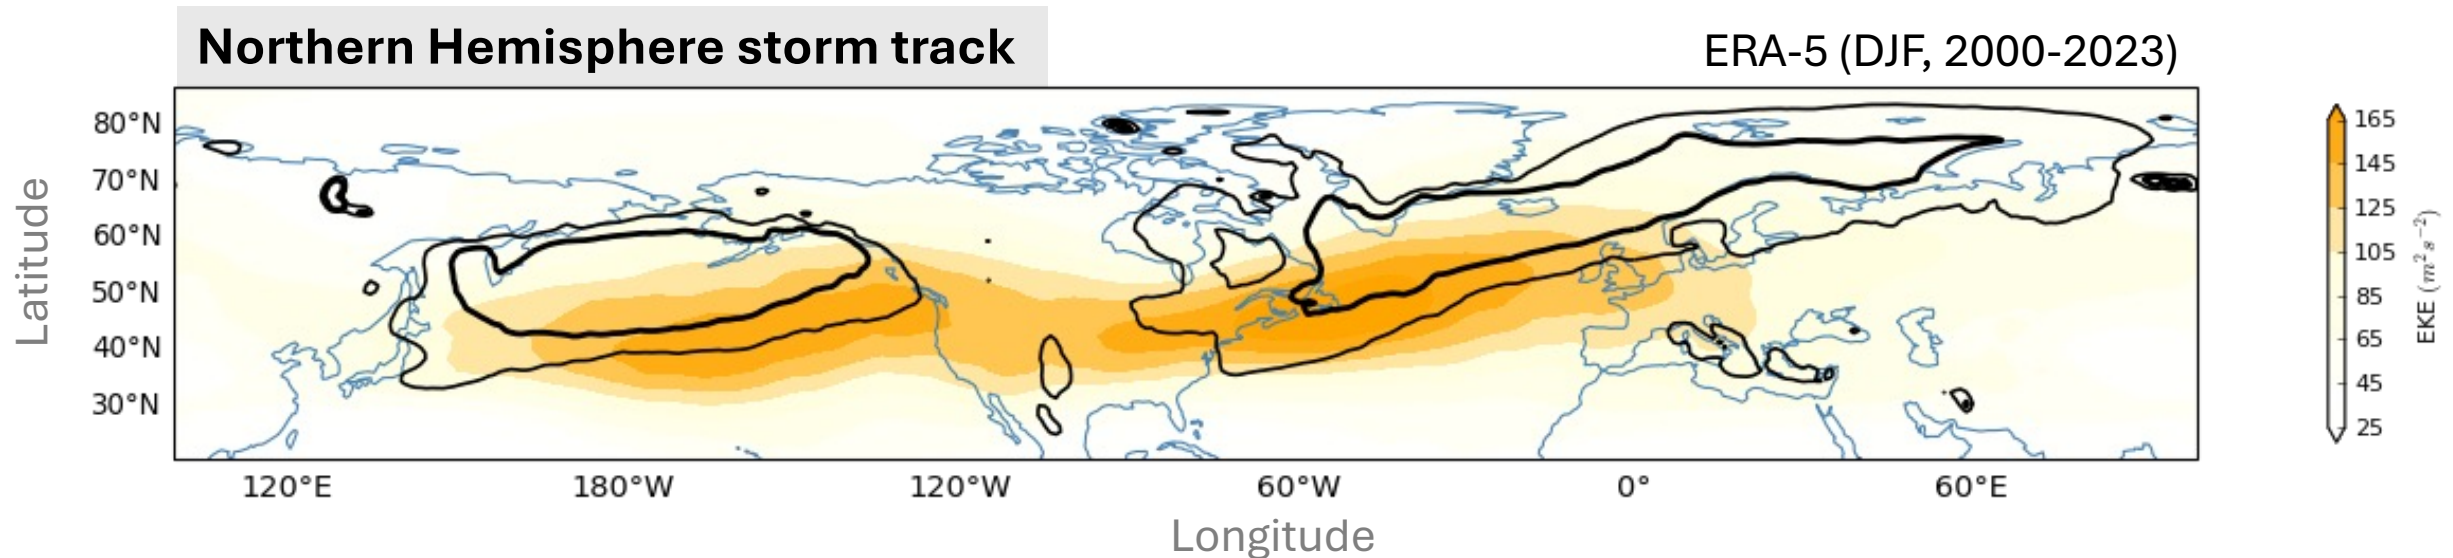 Northern Hemisphere storm track
ERA-5 (DJF, 2000-2023)
Latitude
80°N
70°N
60°N
50°N
40°N
30°N
120°E
180°W
120°W
60°W
0°
60°E
Longitude
165
145
125
105
85
65
45
25
EKE (m² s⁻²)